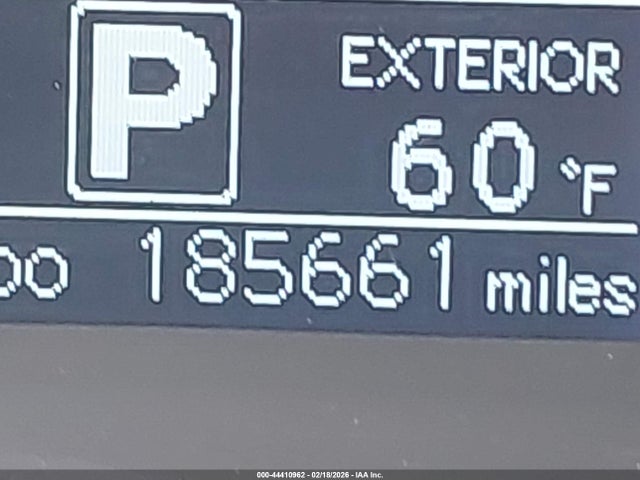 P
EXTERIOR
60 °F
185661 miles
000-44410962 - 02/18/2026 - IAA Inc.